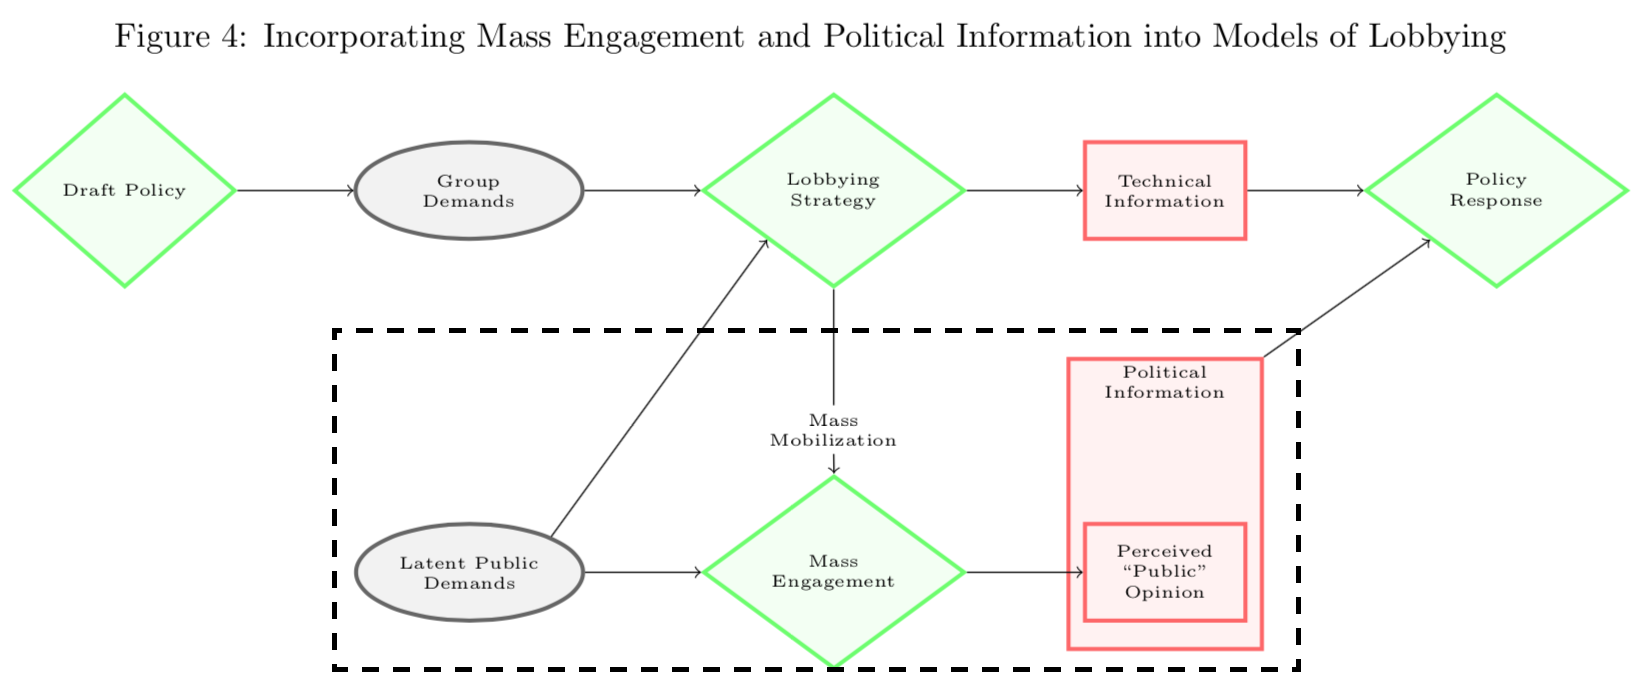 Figure 4: Incorporating Mass Engagement and Political Information into Models of Lobbying
Draft Policy
Group
Demands
Lobbying
Strategy
Technical
Information
Policy
Response
Mass
Mobilization
Political
Information
Latent Public
Demands
Mass
Engagement
Perceived
“Public”
Opinion